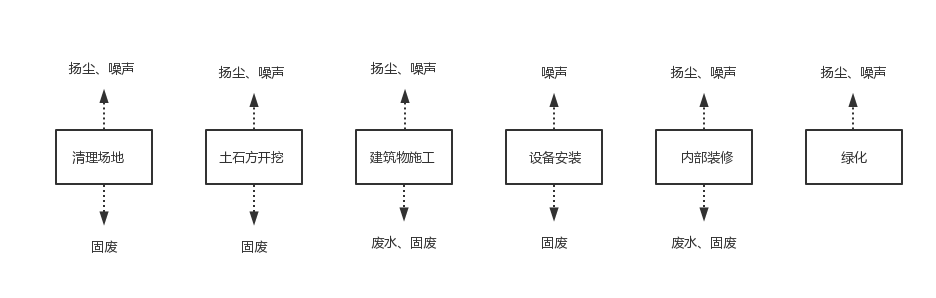 扬尘、噪声
扬尘、噪声
扬尘、噪声
噪声
扬尘、噪声
扬尘、噪声
清理场地
土石方开挖
建筑物施工
设备安装
内部装修
绿化
固废
固废
废水、固废
固废
废水、固废